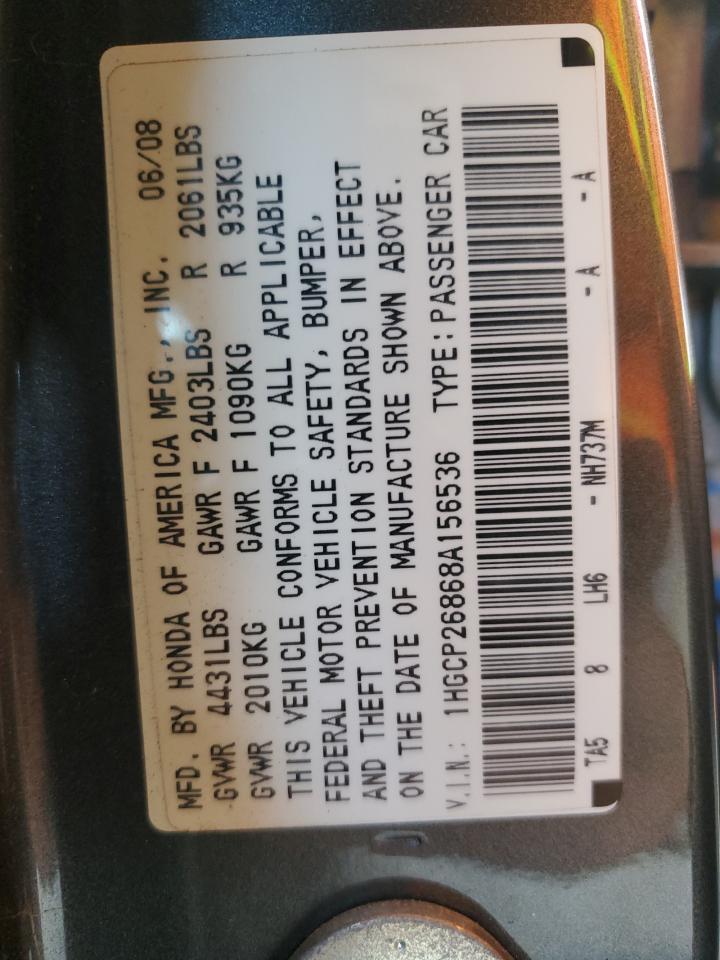 MFD. BY HONDA OF AMERICA MFG., INC. 06/08
GVWR 4431LBS GAWR F 2403LBS R 2061LBS
GVWR 2010KG GAWR F 1090KG R 935KG
THIS VEHICLE CONFORMS TO ALL APPLICABLE
FEDERAL MOTOR VEHICLE SAFETY, BUMPER,
AND THEFT PREVENTION STANDARDS IN EFFECT
ON THE DATE OF MANUFACTURE SHOWN ABOVE.
V.I.N.: 1HGCP26868A156536 TYPE: PASSENGER CAR
TA5 8 LH6 - NH737M - A - A